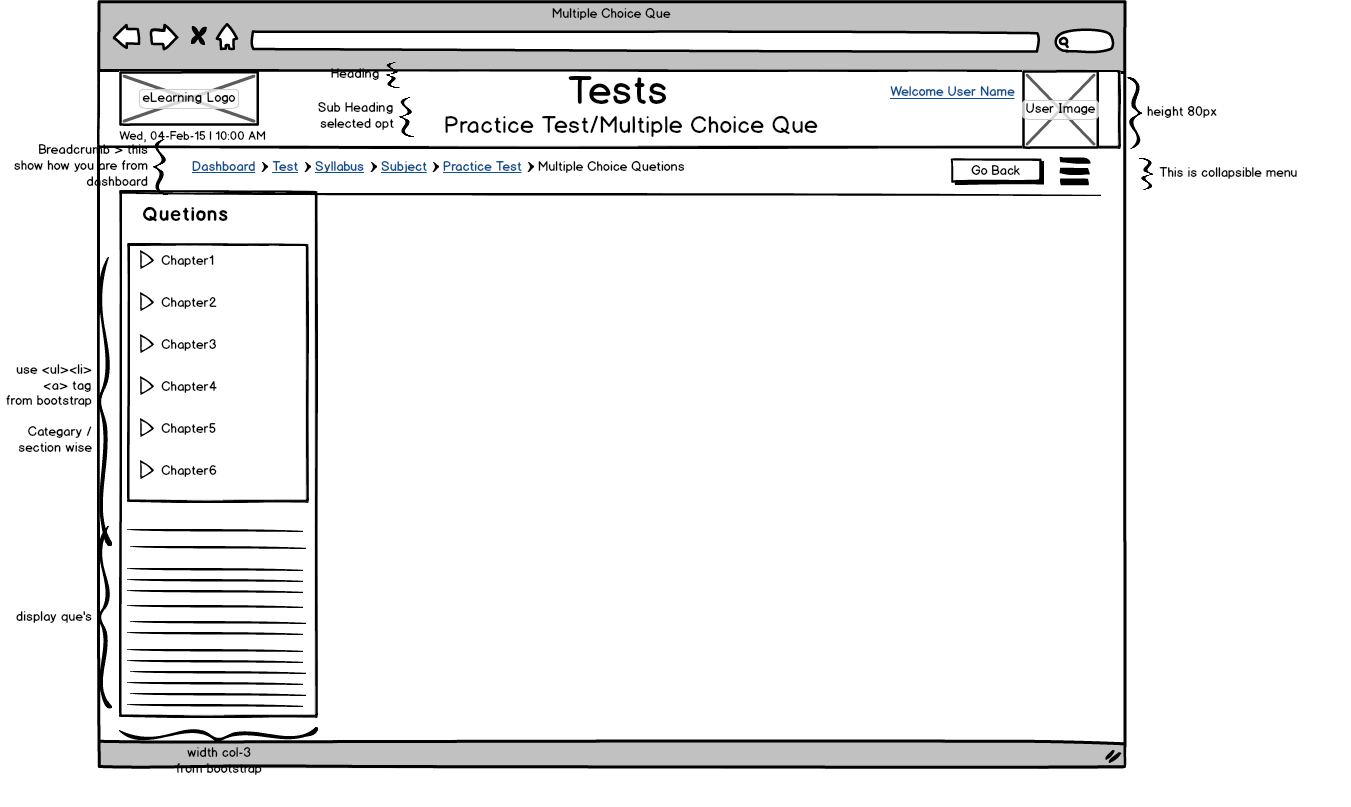 Multiple Choice Que
Heading
Tests
Welcome User Name
eLearning Logo
User Image
Sub Heading
selected opt
Practice Test/Multiple Choice Que
height 80px
Wed, 04-Feb-15 | 10:00 AM
Breadcrumb > this
show how you are from
dashboard
Dashboard > Test > Syllabus > Subject > Practice Test > Multiple Choice Quetions
Go Back
This is collapsible menu
Quetions
Chapter1
Chapter2
Chapter3
Chapter4
Chapter5
Chapter6
use <ul><li>
<a> tag
from bootstrap
Categary /
section wise
display que's
width col-3
from bootstrap